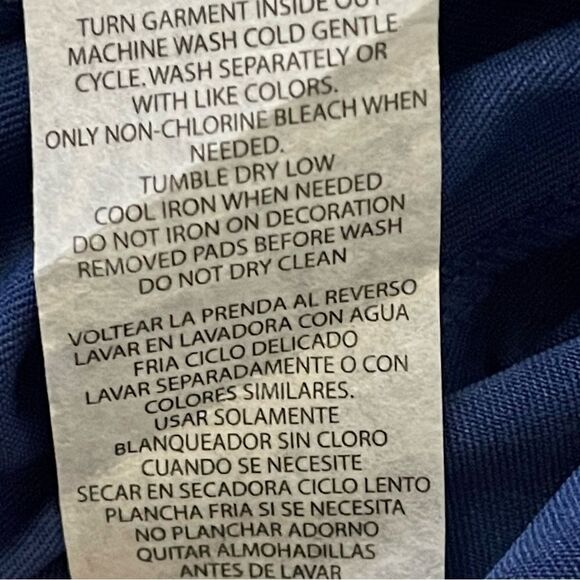 TURN GARMENT INSIDE OUT
MACHINE WASH COLD GENTLE
CYCLE. WASH SEPARATELY OR
WITH LIKE COLORS.
ONLY NON-CHLORINE BLEACH WHEN
NEEDED.
TUMBLE DRY LOW
COOL IRON WHEN NEEDED
DO NOT IRON ON DECORATION
REMOVED PADS BEFORE WASH
DO NOT DRY CLEAN
VOLTEAR LA PRENDA AL REVERSO
LAVAR EN LAVADORA CON AGUA
FRIA CICLO DELICADO
LAVAR SEPARADAMENTE O CON
COLORES SIMILARES.
USAR SOLAMENTE
BLANQUEADOR SIN CLORO
CUANDO SE NECESITE
SECAR EN SECADORA CICLO LENTO
PLANCHA FRIA SI SE NECESITA
NO PLANCHAR ADORNO
QUITAR ALMOHADILLAS
ANTES DE LAVAR